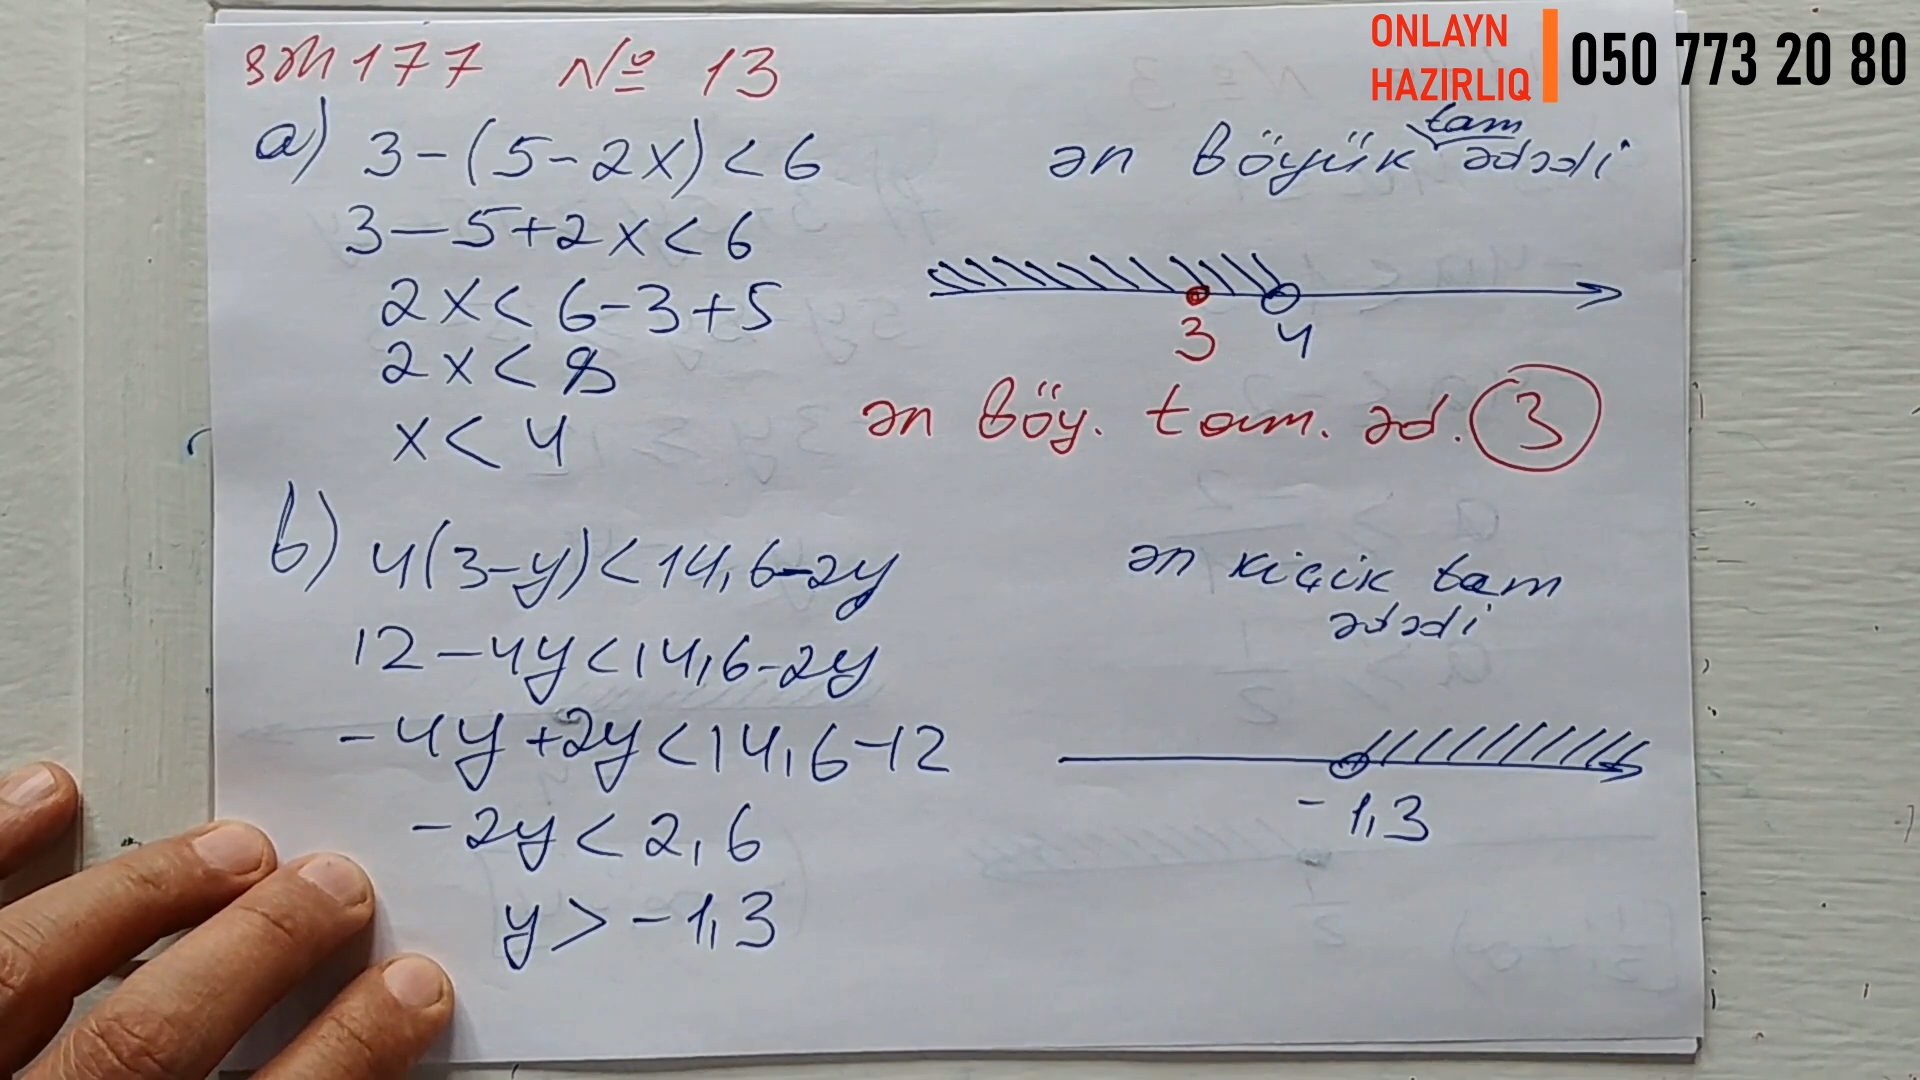 ONLAYN
HAZIRLIQ
050 773 20 80
səh 177 № 13
a) 3-(5-2x)<6
3-5+2x<6
2x<6-3+5
2x<8
x<4
ən böyük tam ədədi
3 4
ən böy. tam. əd. 3
b) 4(3-y)<14,6-2y
12-4y<14,6-2y
-4y+2y<14,6-12
-2y<2,6
y>-1,3
ən kiçik tam
ədədi
-1,3